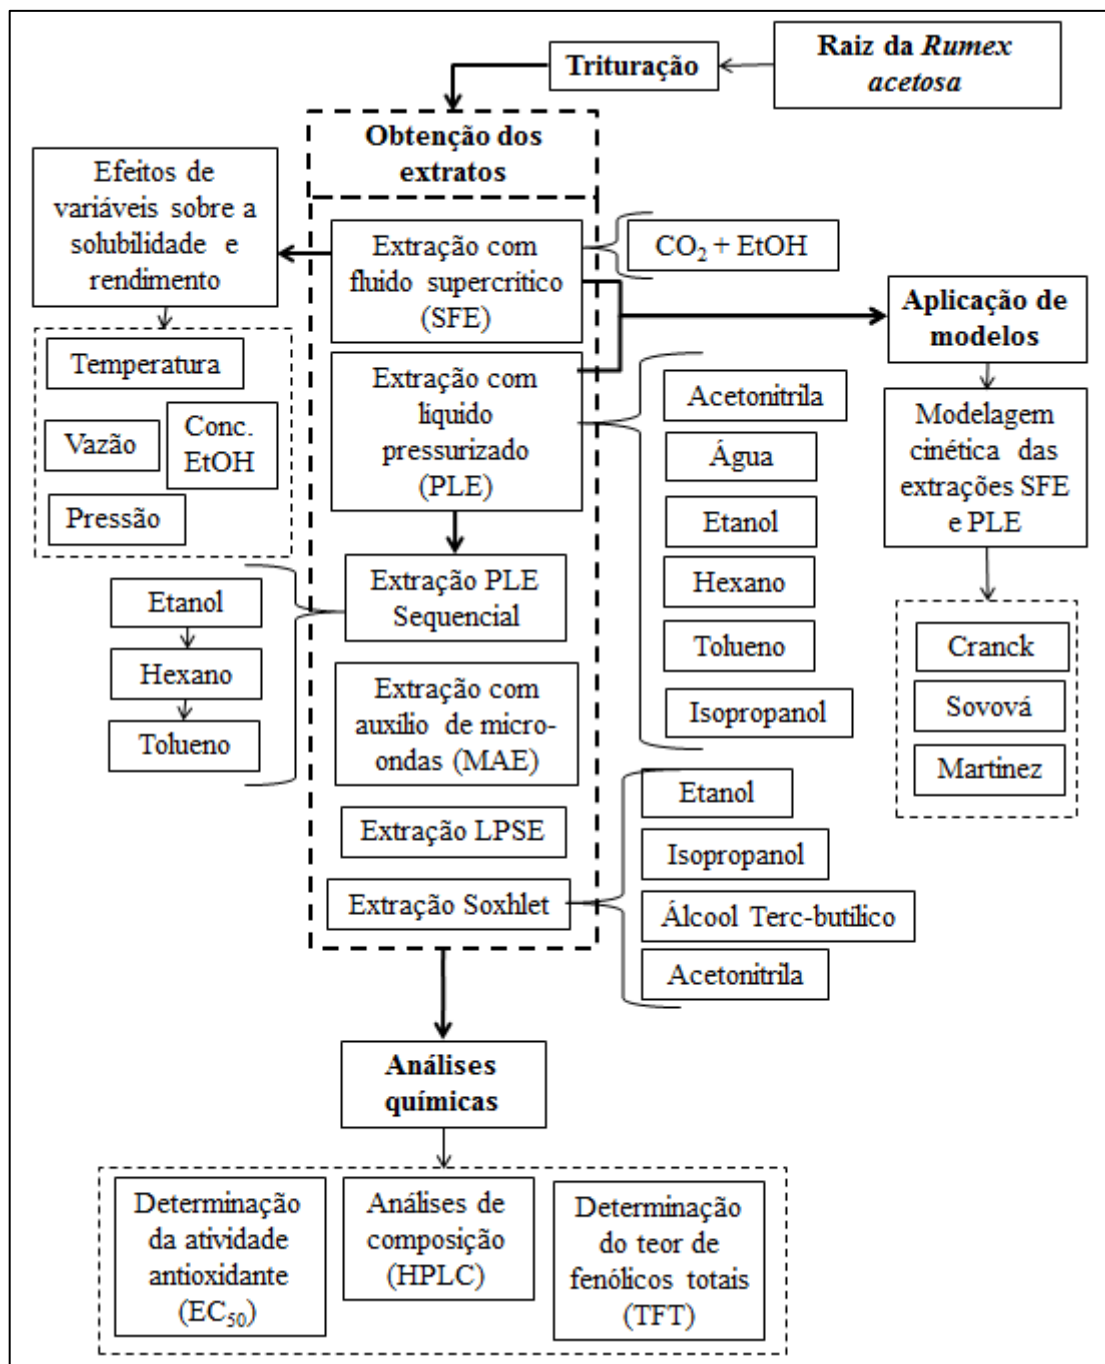 Raiz da Rumex
acetosa
Trituração
Obtenção dos
extratos
Efeitos de
variáveis sobre a
solubilidade e
rendimento
Extração com
fluido supercrítico
(SFE)
CO₂ + EtOH
Aplicação de
modelos
Temperatura
Vazão
Conc.
EtOH
Pressão
Extração com
liquido
pressurizado
(PLE)
Acetonitrila
Água
Etanol
Hexano
Tolueno
Isopropanol
Modelagem
cinética das
extrações SFE
e PLE
Cranck
Sovová
Martinez
Extração PLE
Sequencial
Etanol
Hexano
Tolueno
Extração com
auxilio de micro-
ondas (MAE)
Extração LPSE
Extração Soxhlet
Etanol
Isopropanol
Álcool Terc-butilico
Acetonitrila
Análises
químicas
Determinação
da atividade
antioxidante
(EC₅₀)
Análises de
composição
(HPLC)
Determinação
do teor de
fenólicos totais
(TFT)